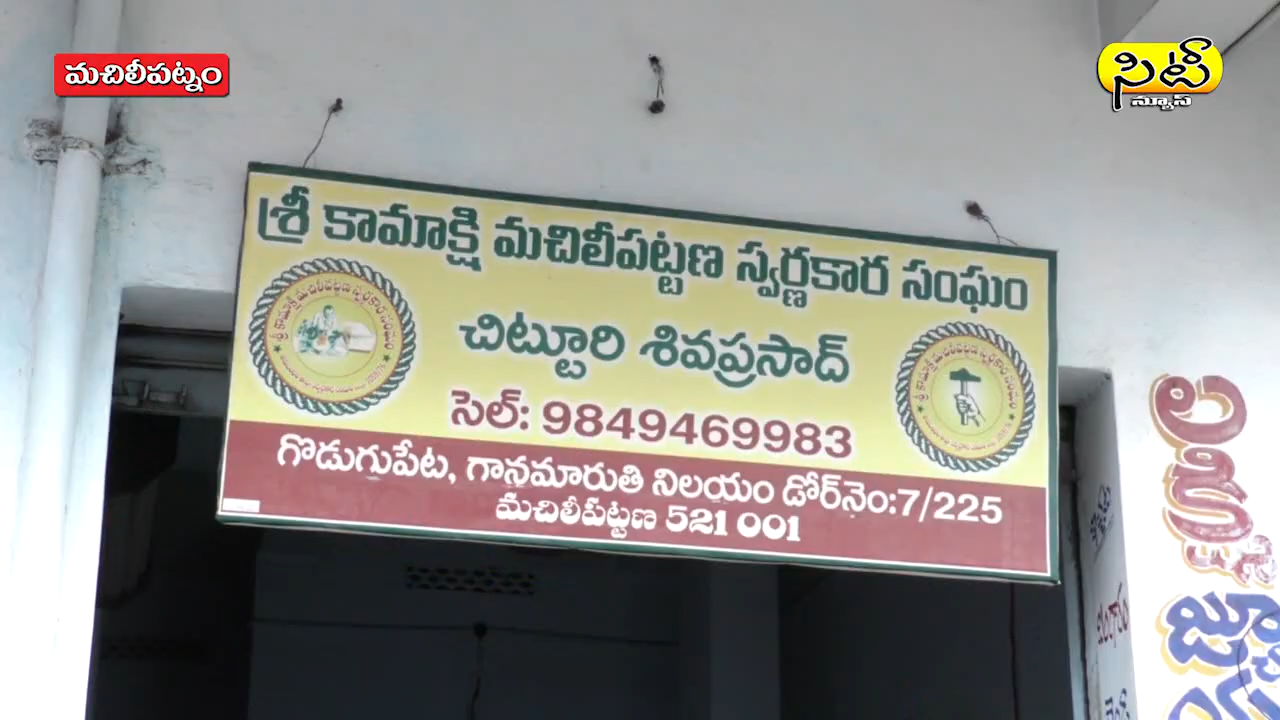 మచిలీపట్నం
సిటీ
న్యూస్
శ్రీ కామాక్షి మచిలీపట్టణ స్వర్ణకార సంఘం
చిట్టూరి శివప్రసాద్
సెల్: 9849469983
గొడుగుపేట, గానమారుతి నిలయం డోర్‌నెం:7/225
మచిలీపట్టణ 521 001